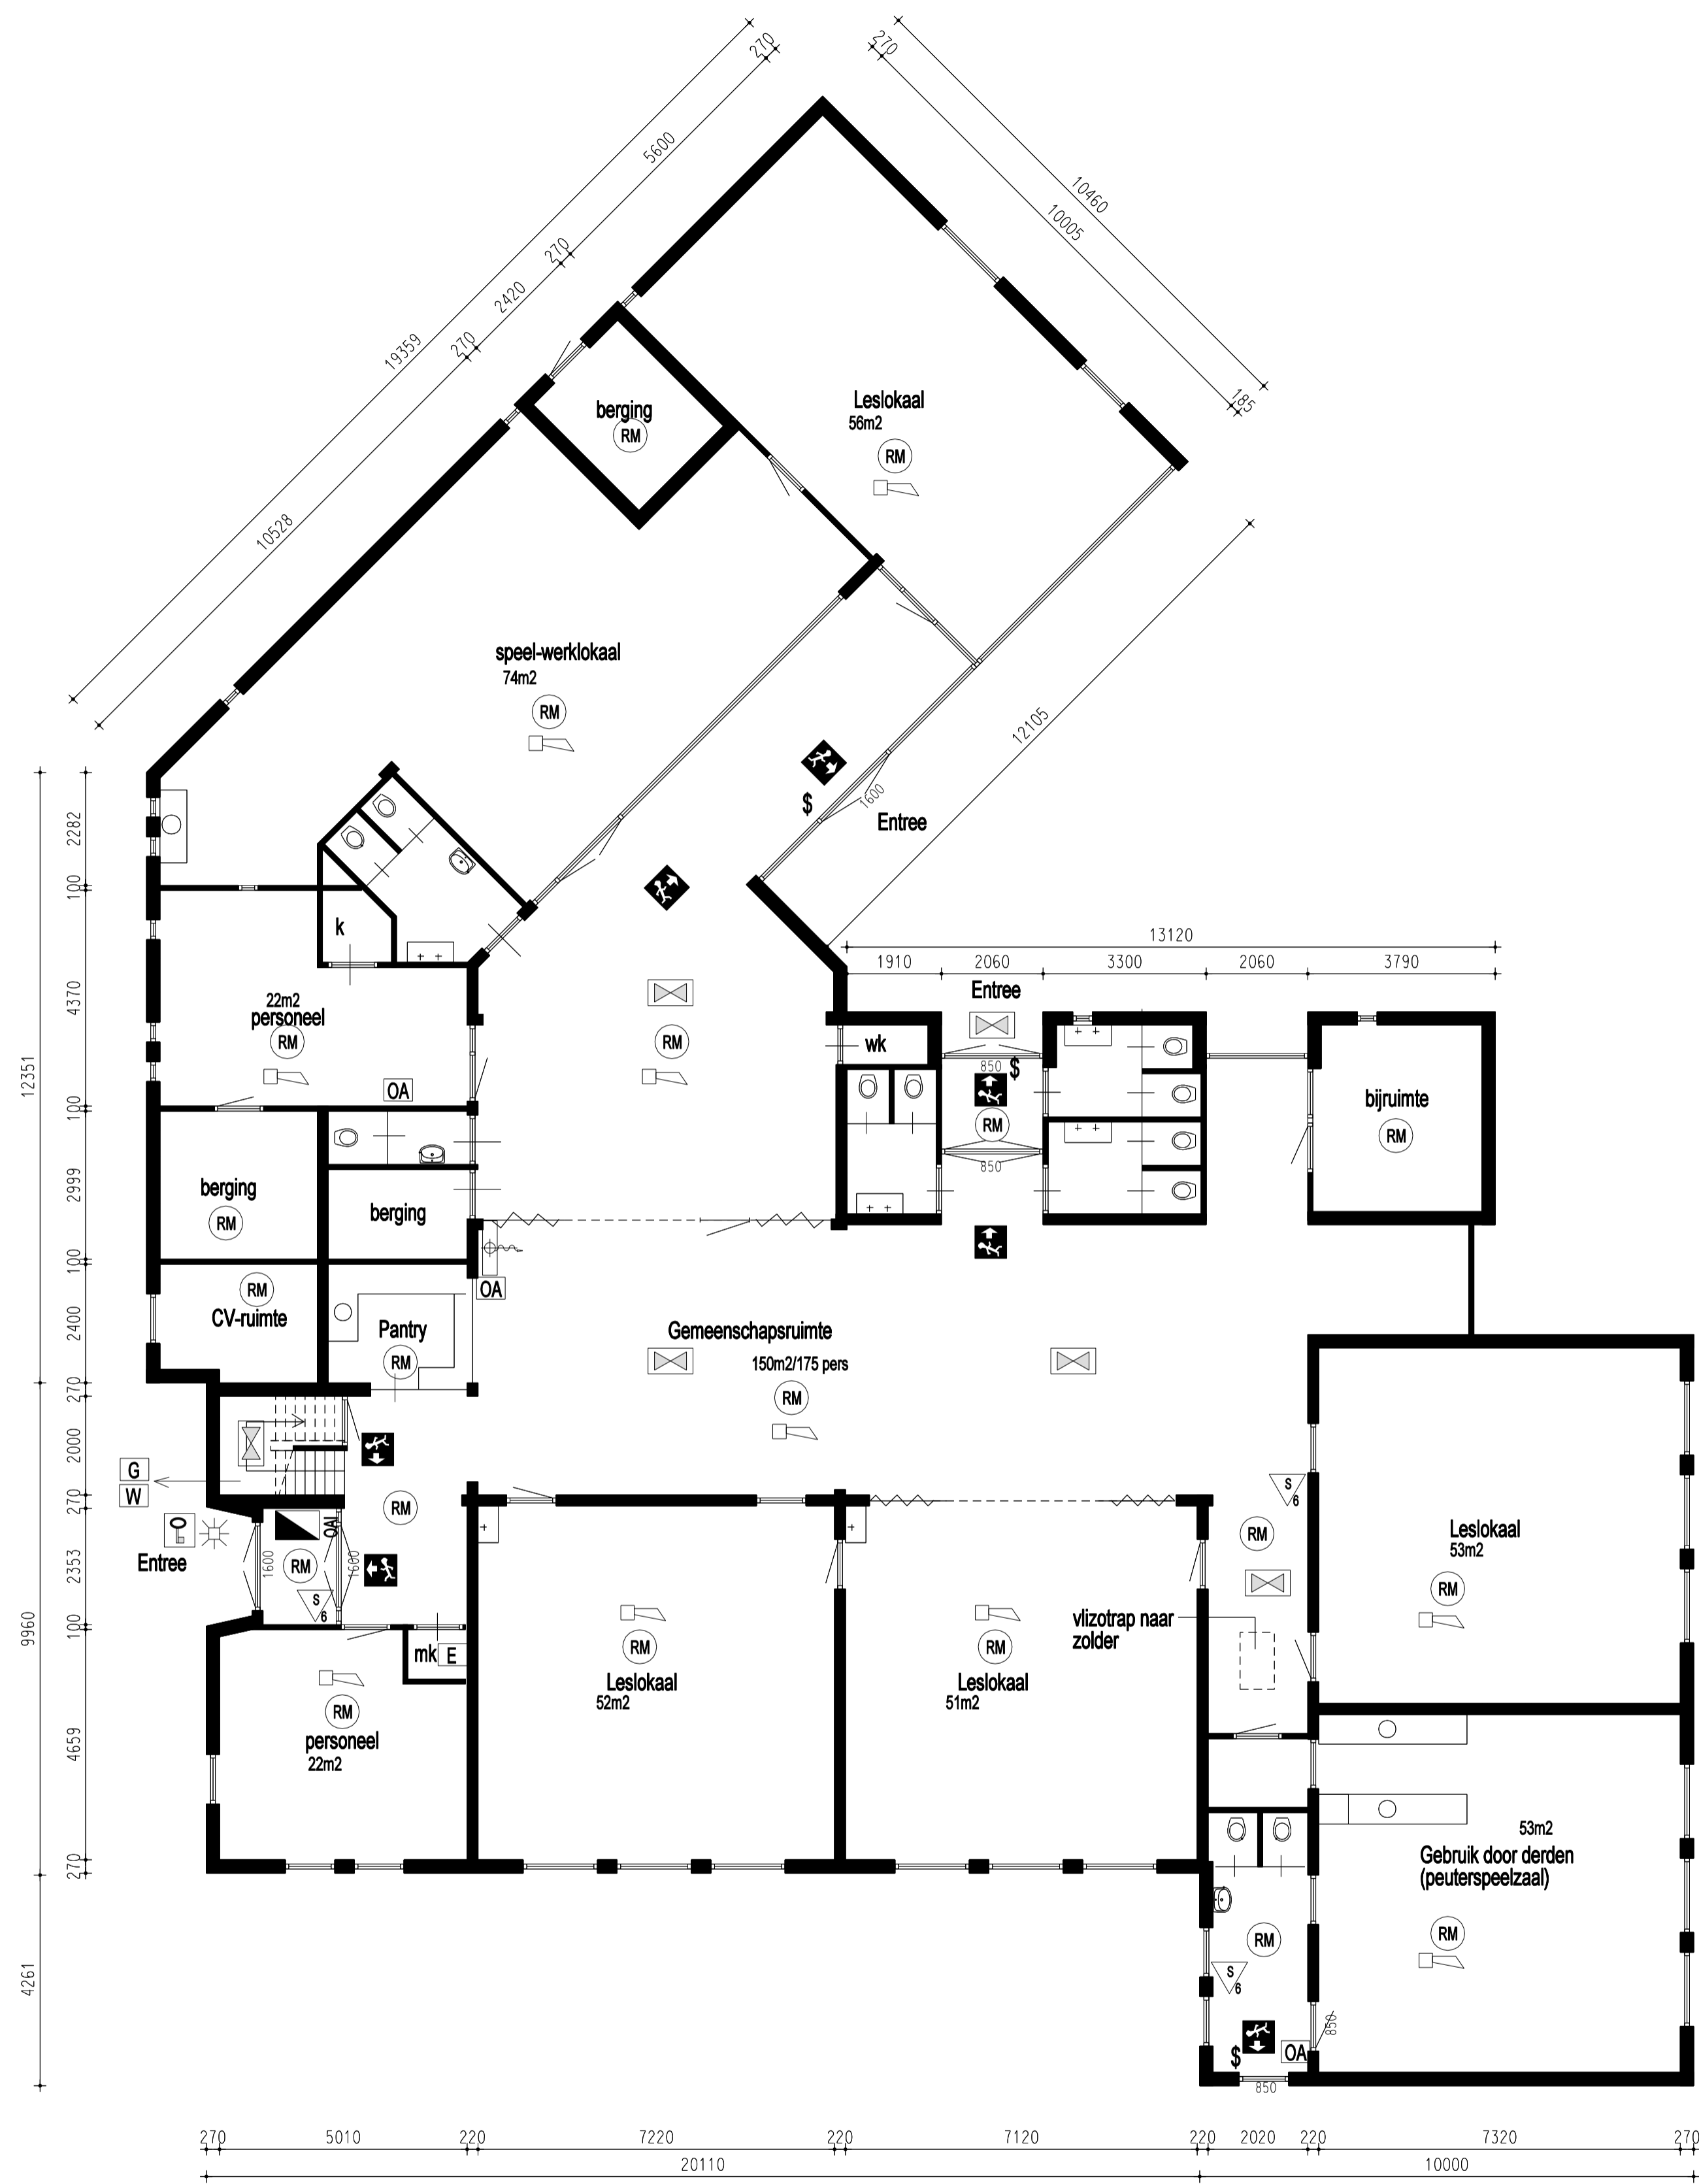 270
270
5600
10460
10005
270
2420
19359
270
185
berging
RM
Leslokaal
56m2
RM
10528
speel-werklokaal
74m2
RM
12105
$
1600
Entree
2282
100
k
13120
1910
2060
3300
2060
3790
Entree
22m2
personeel
RM
4370
RM
wk
850
$
OA
12351
RM
bijruimte
RM
100
850
2999
berging
RM
berging
100
OA
RM
CV-ruimte
2400
Pantry
RM
Gemeenschapsruimte
150m2/175 pers
RM
270
2000
G
W
270
RM
S
6
RM
OAI
Entree
1600
RM
1600
S
6
Leslokaal
53m2
RM
2353
9960
100
mk
E
RM
Leslokaal
52m2
RM
Leslokaal
51m2
vlizotrap naar
zolder
RM
personeel
22m2
4659
270
53m2
Gebruik door derden
(peuterspeelzaal)
RM
RM
S
6
4261
850
$
OA
850
270
5010
220
7220
220
7120
220
2020
220
7320
270
20110
10000